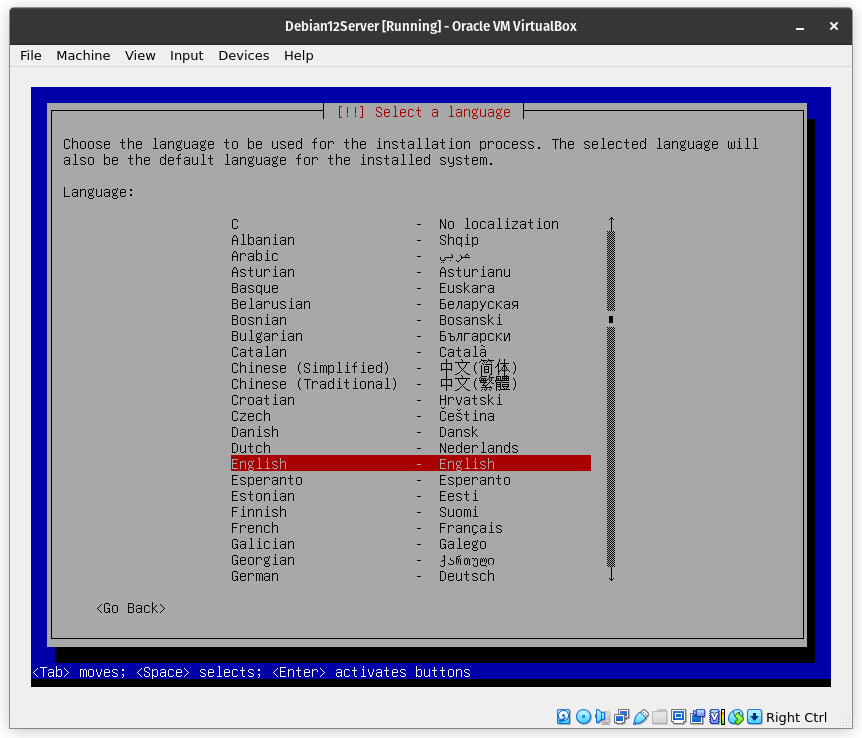 Debian12Server [Running] - Oracle VM VirtualBox
File Machine View Input Devices Help
[!!] Select a language
Choose the language to be used for the installation process. The selected language will
also be the default language for the installed system.
Language:
C - No localization
Albanian - Shqip
Arabic - عربي
Asturian - Asturianu
Basque - Euskara
Belarusian - Беларуская
Bosnian - Bosanski
Bulgarian - Български
Catalan - Català
Chinese (Simplified) - 中文(简体)
Chinese (Traditional) - 中文(繁體)
Croatian - Hrvatski
Czech - Čeština
Danish - Dansk
Dutch - Nederlands
English - English
Esperanto - Esperanto
Estonian - Eesti
Finnish - Suomi
French - Français
Galician - Galego
Georgian - ქართული
German - Deutsch
<Go Back>
<Tab> moves; <Space> selects; <Enter> activates buttons
Right Ctrl